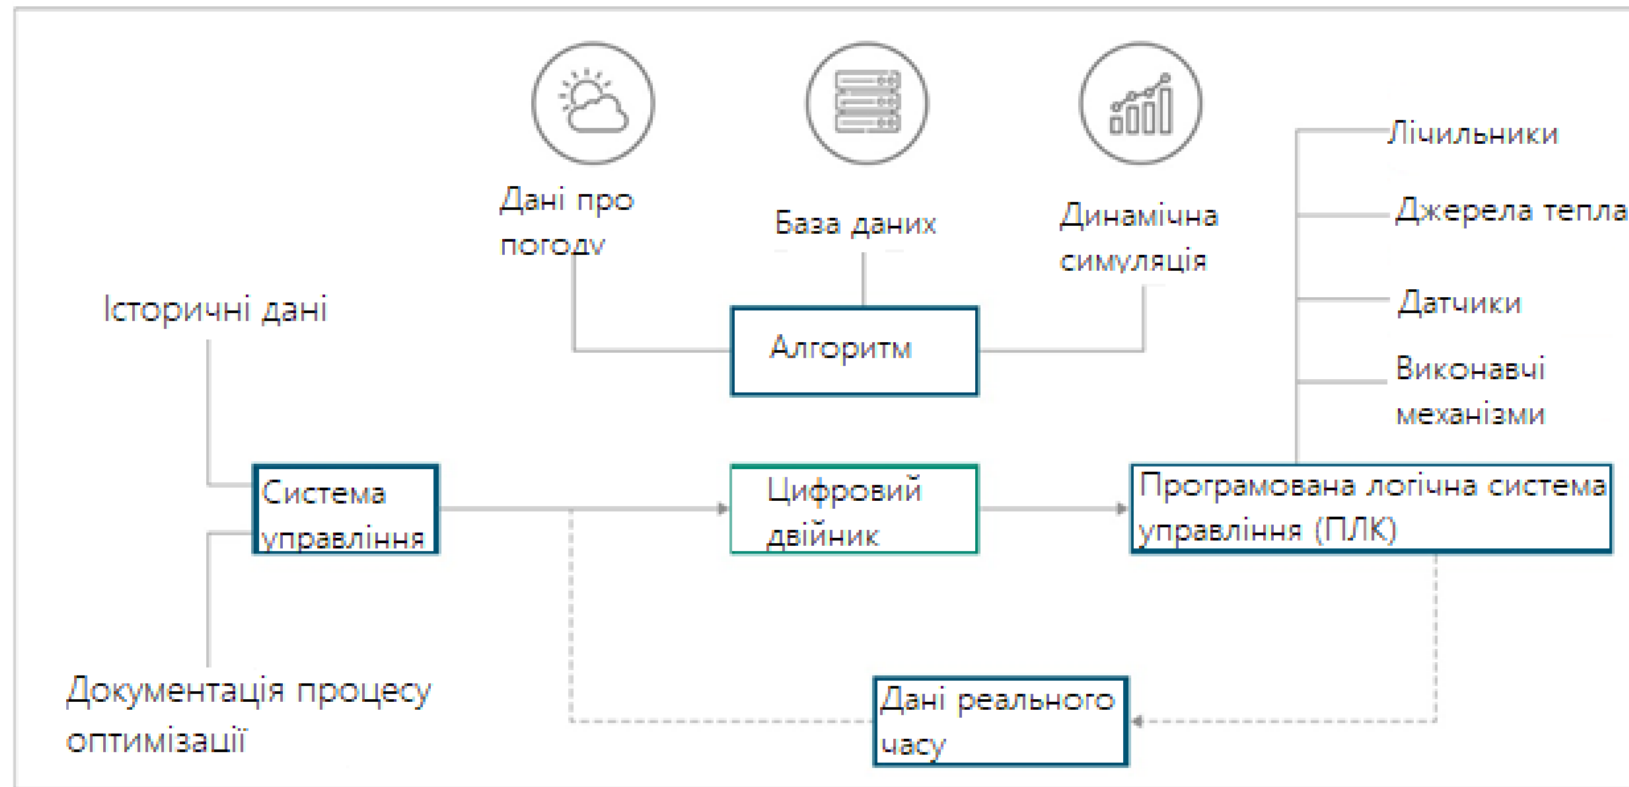 Дані про
погоду
База даних
Динамічна
симуляція
Лічильники
Джерела тепла
Датчики
Виконавчі
механізми
Історичні дані
Алгоритм
Система
управління
Цифровий
двійник
Програмована логічна система
управління (ПЛК)
Документація процесу
оптимізації
Дані реального
часу